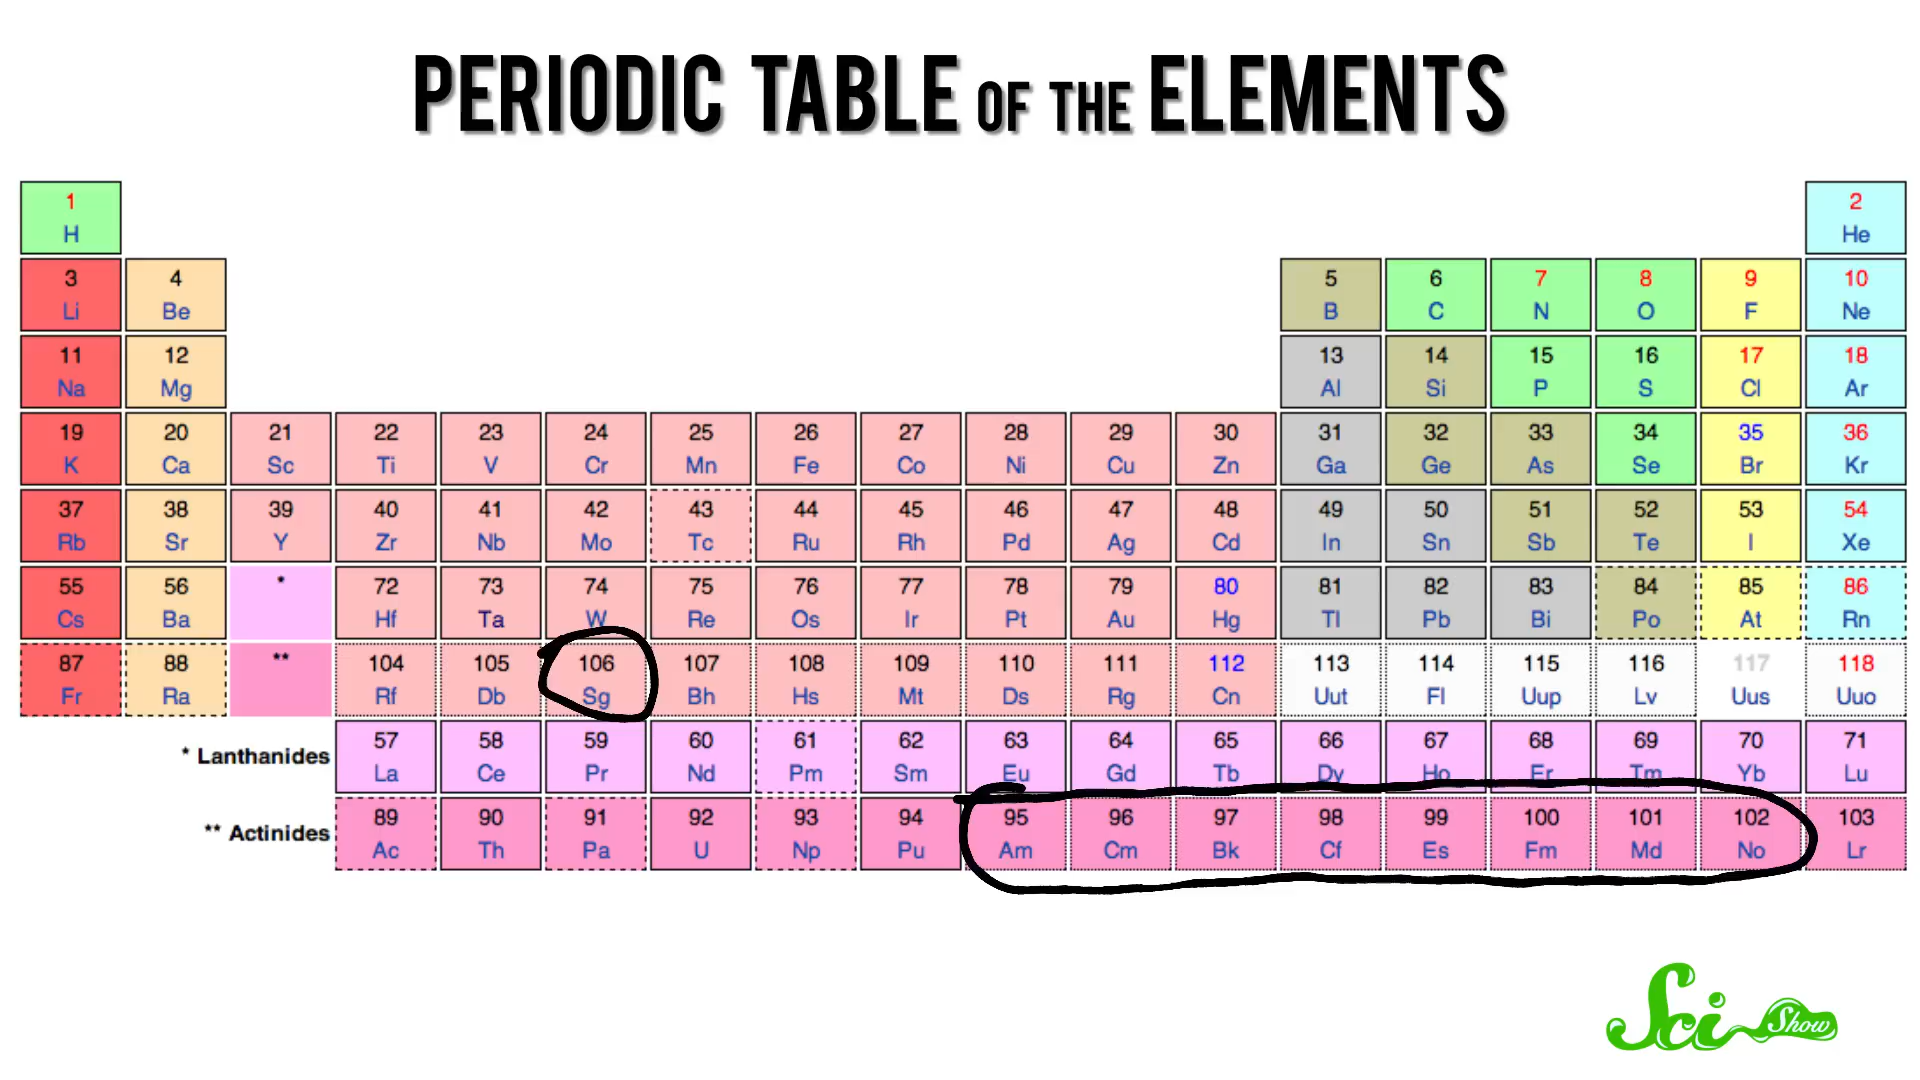 PERIODIC TABLE OF THE ELEMENTS
1 2
H He
3 4 5 6 7 8 9 10
Li Be B C N O F Ne
11 12 13 14 15 16 17 18
Na Mg Al Si P S Cl Ar
19 20 21 22 23 24 25 26 27 28 29 30 31 32 33 34 35 36
K Ca Sc Ti V Cr Mn Fe Co Ni Cu Zn Ga Ge As Se Br Kr
37 38 39 40 41 42 43 44 45 46 47 48 49 50 51 52 53 54
Rb Sr Y Zr Nb Mo Tc Ru Rh Pd Ag Cd In Sn Sb Te I Xe
55 56 * 72 73 74 75 76 77 78 79 80 81 82 83 84 85 86
Cs Ba Hf Ta W Re Os Ir Pt Au Hg Tl Pb Bi Po At Rn
87 88 ** 104 105 106 107 108 109 110 111 112 113 114 115 116 117 118
Fr Ra Rf Db Sg Bh Hs Mt Ds Rg Cn Uut Fl Uup Lv Uus Uuo
57 58 59 60 61 62 63 64 65 66 67 68 69 70 71
* Lanthanides
La Ce Pr Nd Pm Sm Eu Gd Tb Dy Ho Er Tm Yb Lu
89 90 91 92 93 94 95 96 97 98 99 100 101 102 103
** Actinides
Ac Th Pa U Np Pu Am Cm Bk Cf Es Fm Md No Lr
Sci Show